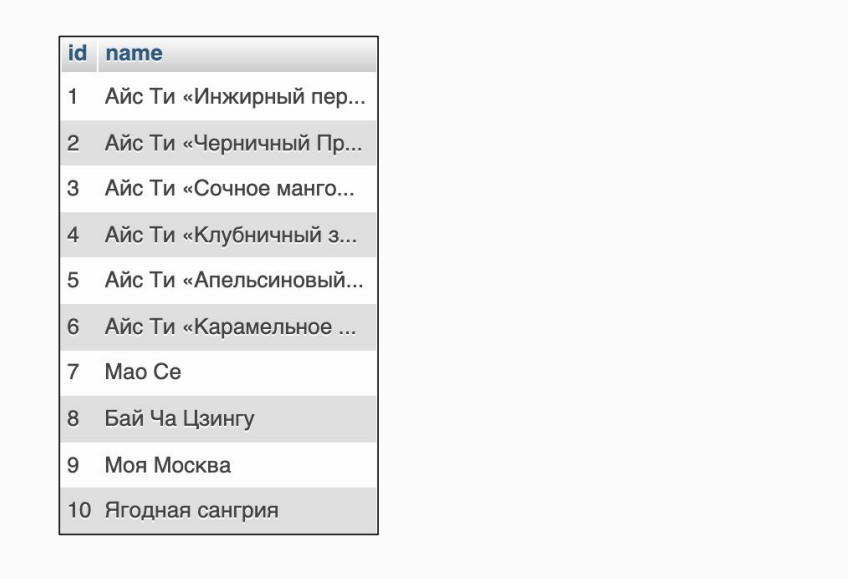 id name
1 Айс Ти «Инжирный пер...
2 Айс Ти «Черничный Пр...
3 Айс Ти «Сочное манго...
4 Айс Ти «Клубничный з...
5 Айс Ти «Апельсиновый...
6 Айс Ти «Карамельное ...
7 Мао Се
8 Бай Ча Цзингу
9 Моя Москва
10 Ягодная сангрия